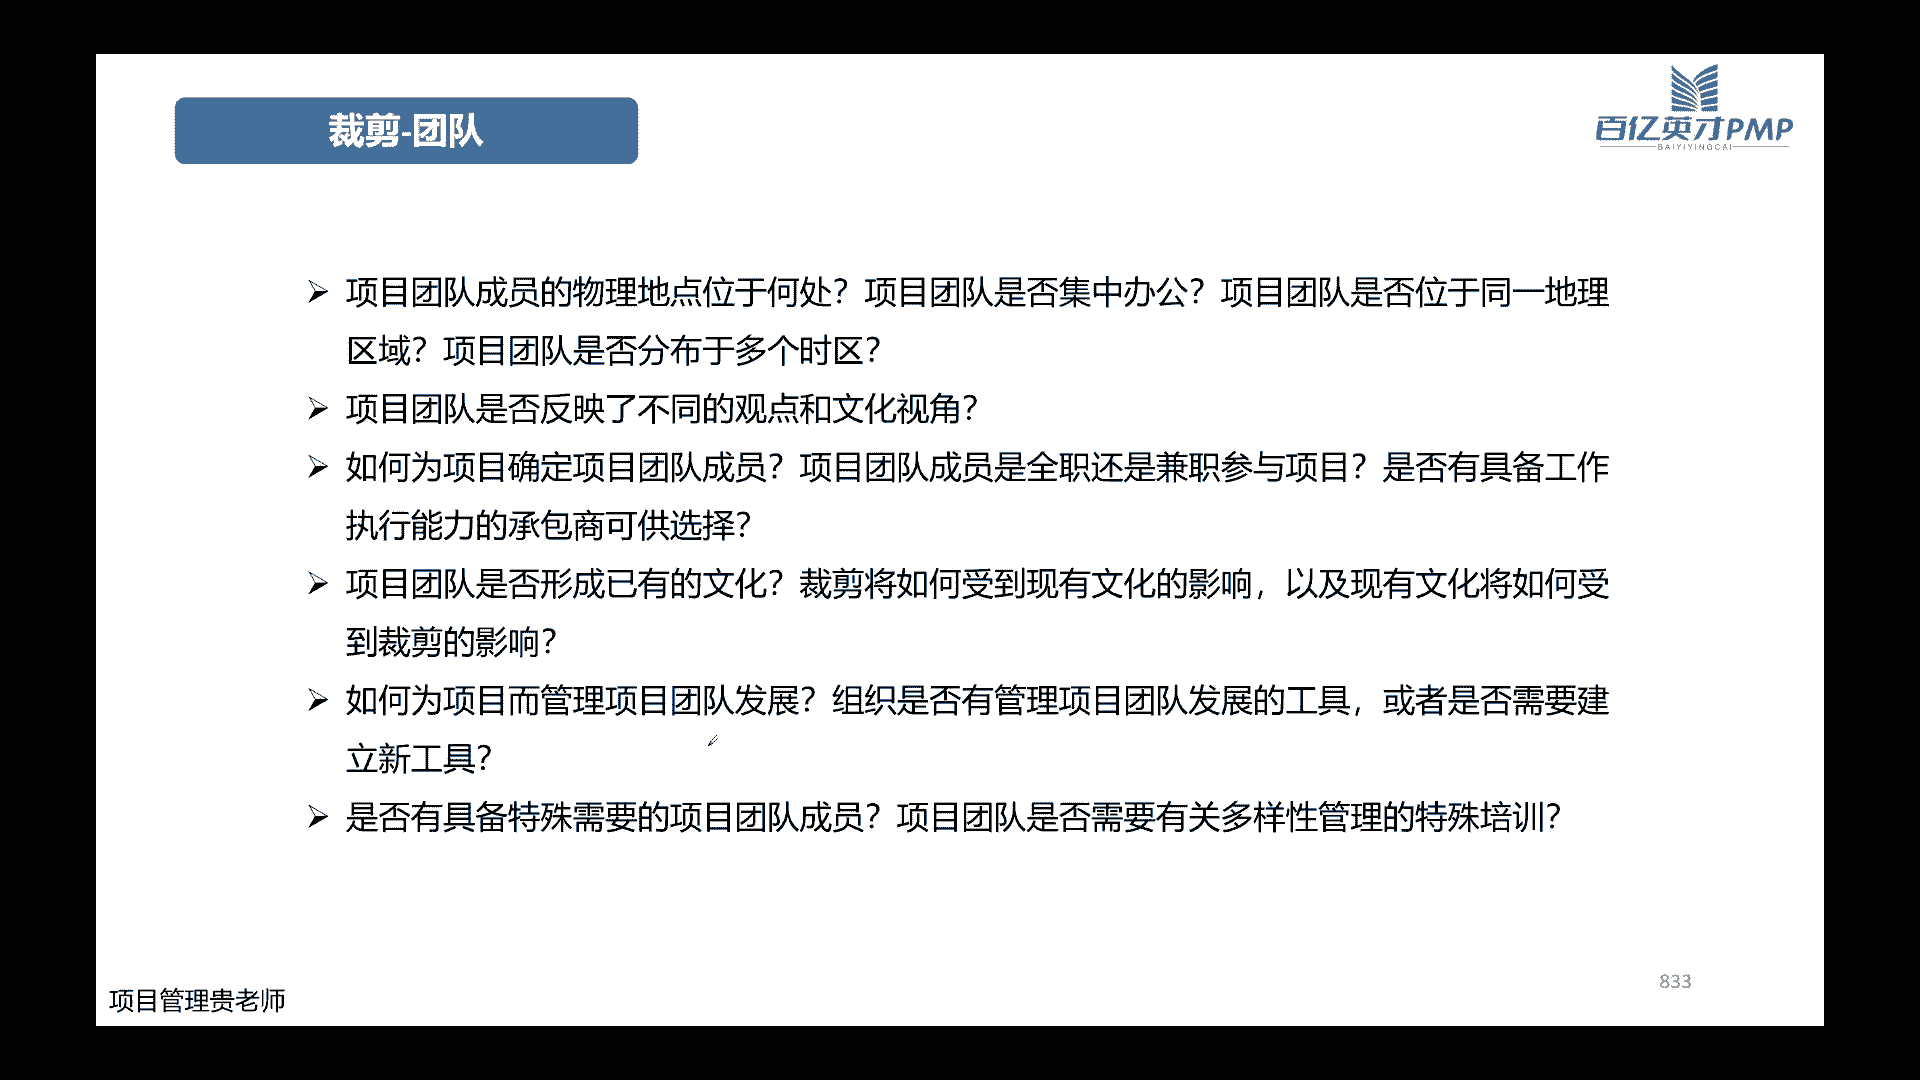 裁剪-团队
百亿英才PMP
BAIYIYINGCAI
项目团队成员的物理地点位于何处？项目团队是否集中办公？项目团队是否位于同一地理
区域？项目团队是否分布于多个时区？
项目团队是否反映了不同的观点和文化视角？
如何为项目确定项目团队成员？项目团队成员是全职还是兼职参与项目？是否有具备工作
执行能力的承包商可供选择？
项目团队是否形成已有的文化？裁剪将如何受到现有文化的影响，以及现有文化将如何受
到裁剪的影响？
如何为项目而管理项目团队发展？组织是否有管理项目团队发展的工具，或者是否需要建
立新工具？
是否有具备特殊需要的项目团队成员？项目团队是否需要有关多样性管理的特殊培训？
833
项目管理贵老师